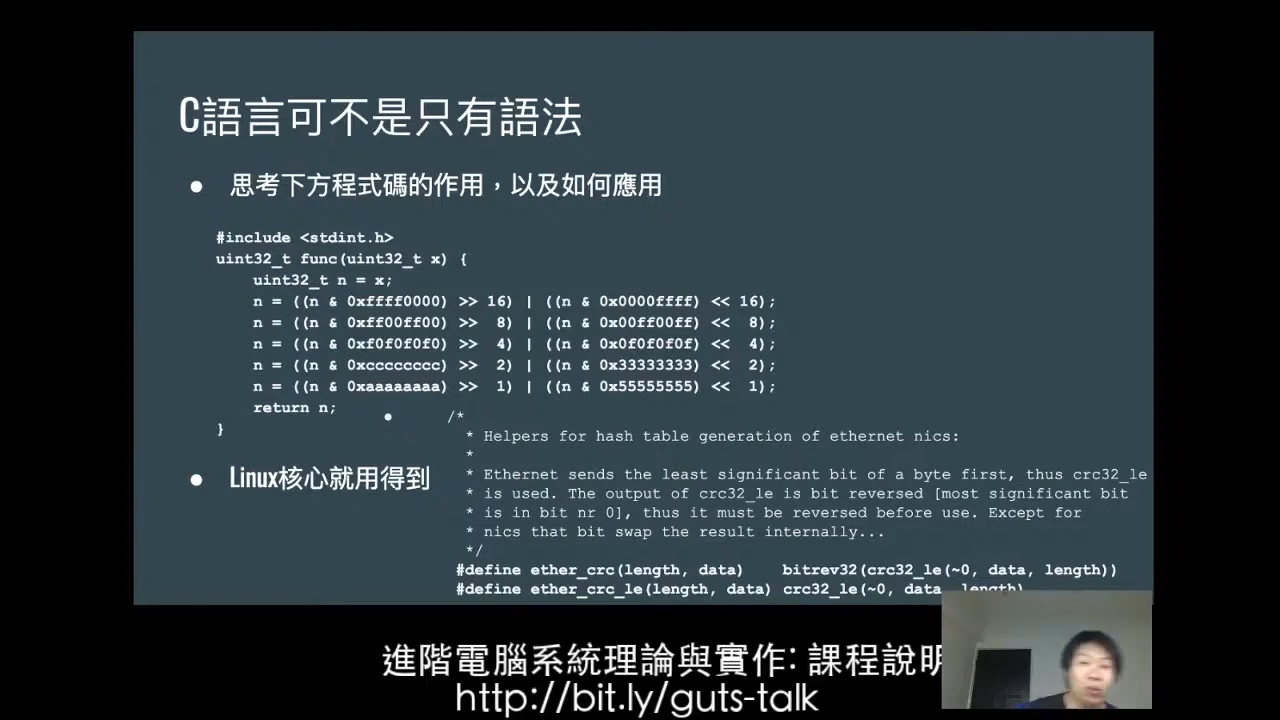 C語言可不是只有語法
● 思考下方程式碼的作用，以及如何應用
#include <stdint.h>
uint32_t func(uint32_t x) {
    uint32_t n = x;
    n = ((n & 0xffff0000) >> 16) | ((n & 0x0000ffff) << 16);
    n = ((n & 0xff00ff00) >>  8) | ((n & 0x00ff00ff) <<  8);
    n = ((n & 0xf0f0f0f0) >>  4) | ((n & 0x0f0f0f0f) <<  4);
    n = ((n & 0xcccccccc) >>  2) | ((n & 0x33333333) <<  2);
    n = ((n & 0xaaaaaaaa) >>  1) | ((n & 0x55555555) <<  1);
    return n;
}
● Linux核心就用得到
/*
 * Helpers for hash table generation of ethernet nics:
 *
 * Ethernet sends the least significant bit of a byte first, thus crc32_le
 * is used. The output of crc32_le is bit reversed [most significant bit
 * is in bit nr 0], thus it must be reversed before use. Except for
 * nics that bit swap the result internally...
 */
#define ether_crc(length, data)    bitrev32(crc32_le(~0, data, length))
#define ether_crc_le(length, data) crc32_le(~0, data, length)
進階電腦系統理論與實作: 課程說明
http://bit.ly/guts-talk